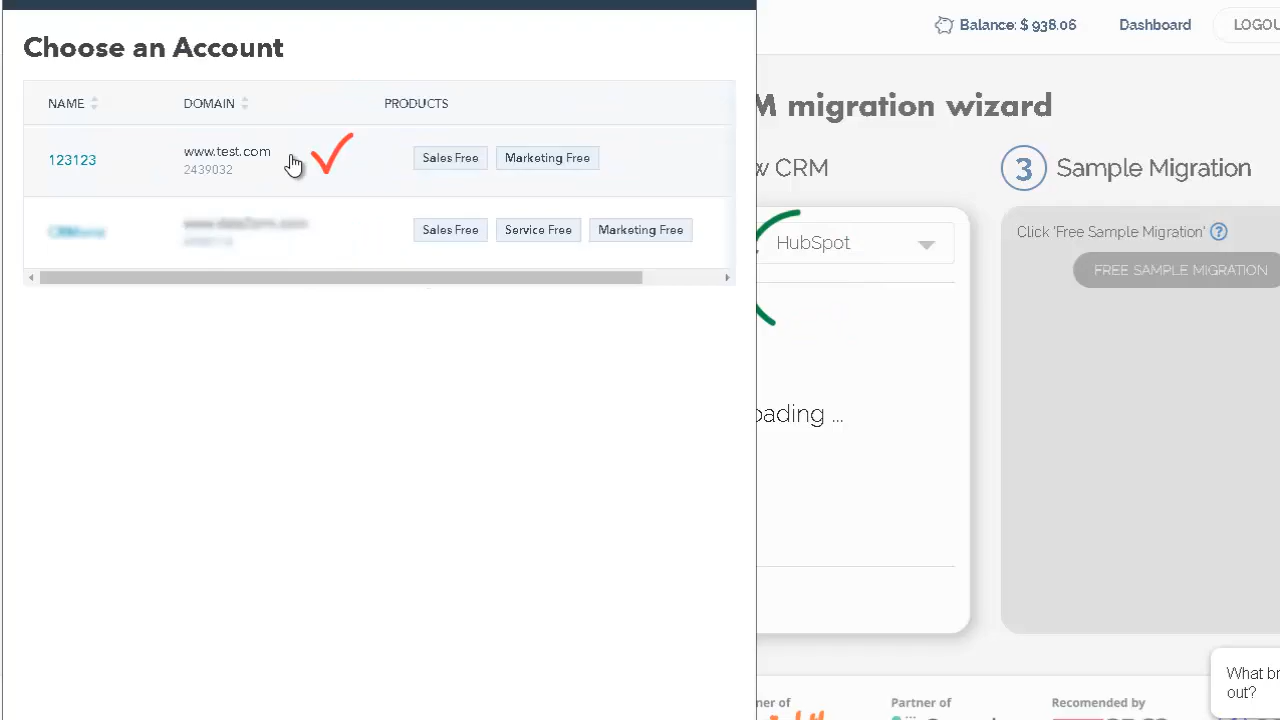 Choose an Account
NAME DOMAIN PRODUCTS
123123 www.test.com Sales Free Marketing Free
2439032
Sales Free Service Free Marketing Free
Balance: $ 938.06 Dashboard LOGOU
M migration wizard
w CRM
HubSpot
oading ...
3 Sample Migration
Click 'Free Sample Migration' ?
FREE SAMPLE MIGRATION
What br
out?
ner of
Partner of
Recomended by